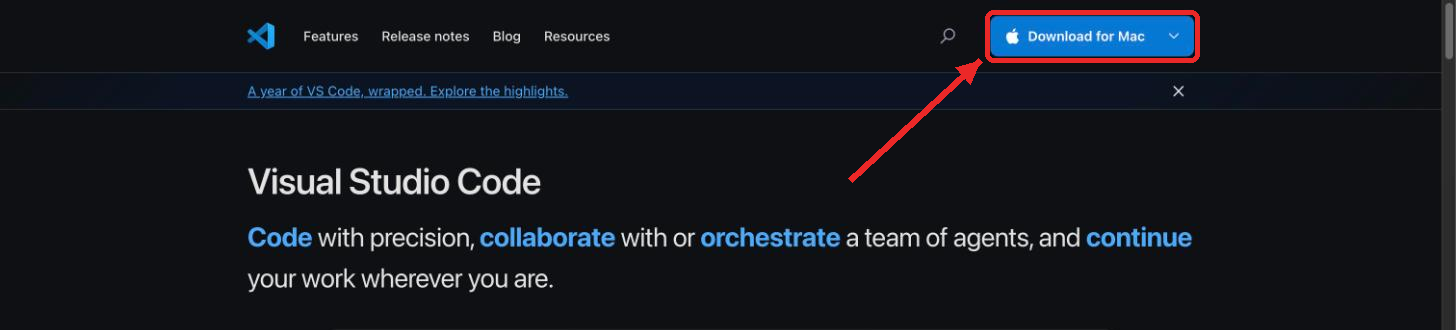 Features Release notes Blog Resources Download for Mac
A year of VS Code, wrapped. Explore the highlights.
Visual Studio Code
Code with precision, collaborate with or orchestrate a team of agents, and continue
your work wherever you are.